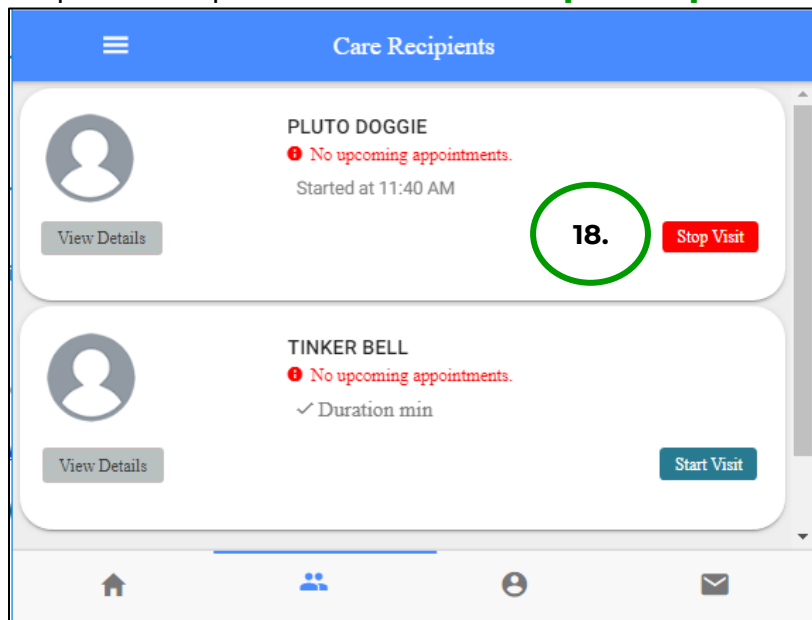 Care Recipients
PLUTO DOGGIE
No upcoming appointments.
Started at 11:40 AM
18.
View Details
Stop Visit
TINKER BELL
No upcoming appointments.
Duration min
View Details
Start Visit